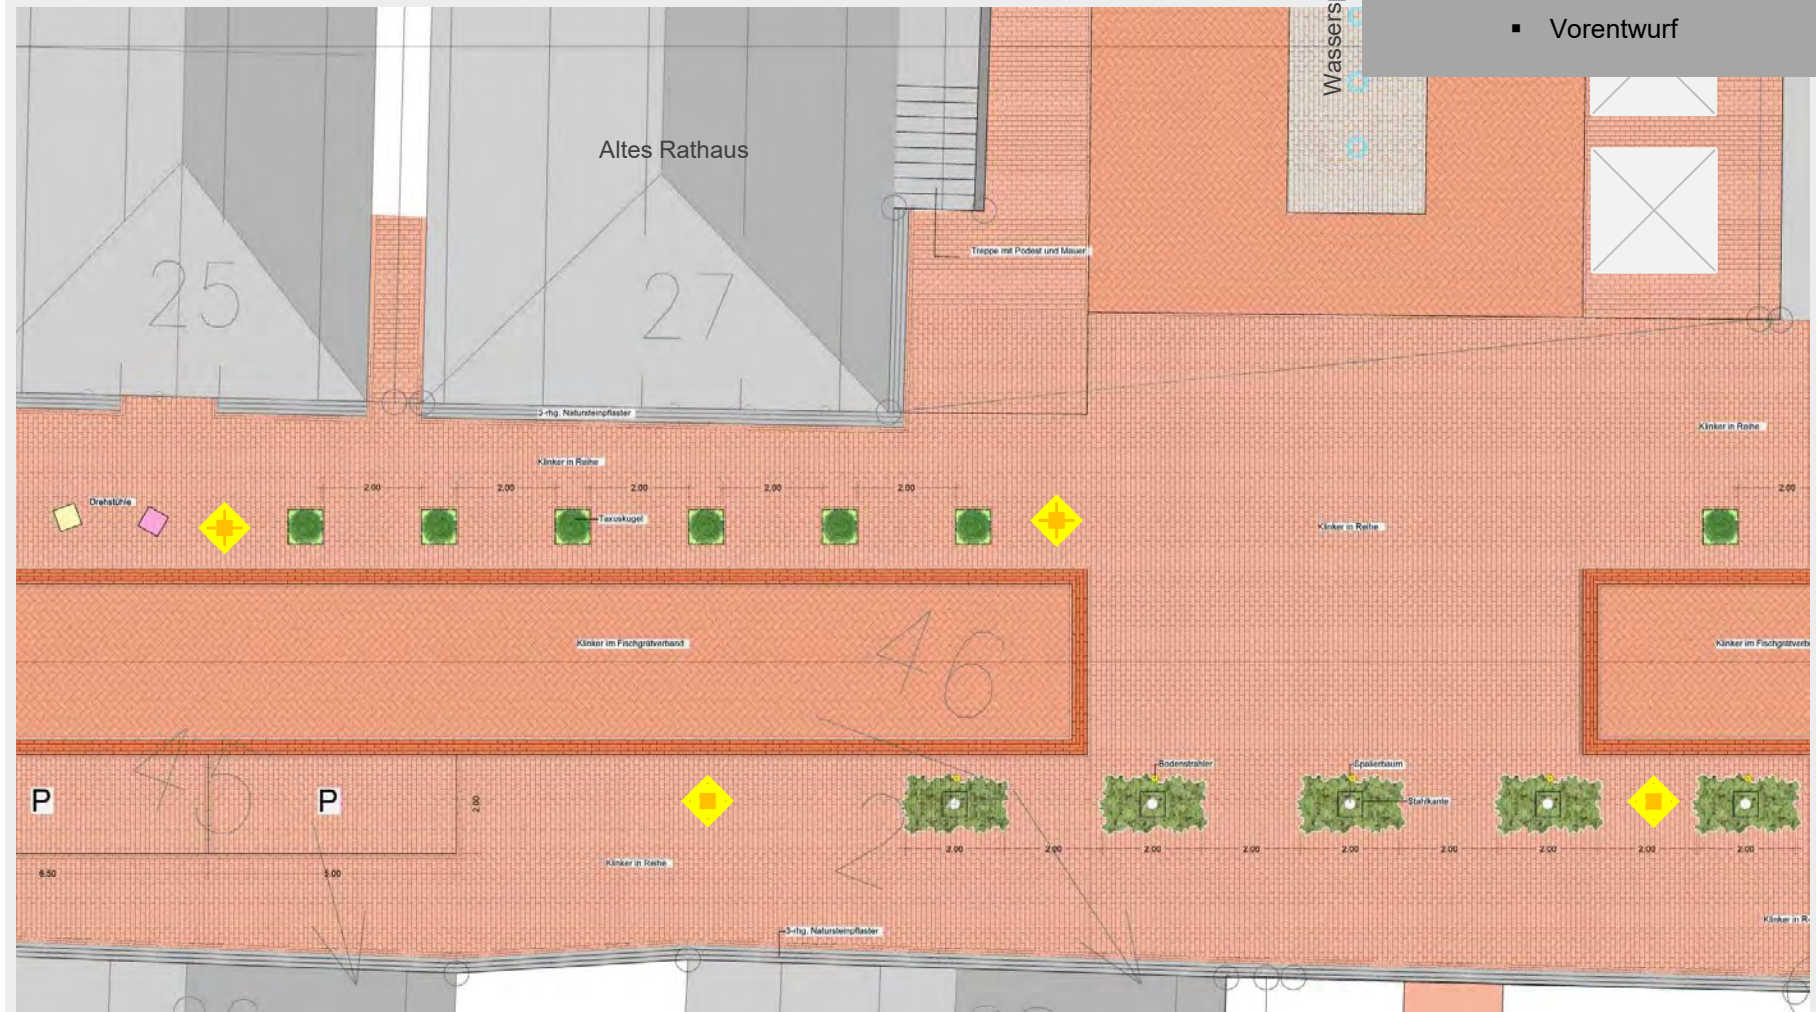 ▪ Vorentwurf
Altes Rathaus
Treppe mit Podest und Mauer
25
27
3-rhg. Natursteinpflaster
Klinker in Reihe
Klinker in Reihe
2.00
2.00
2.00
2.00
2.00
2.00
Drehstühle
Taxuskugel
Klinker in Reihe
Klinker im Fischgrätverband
46
45
Bodenstrahler
Spalierbaum
P
P
2.00
Stahlkante
2.00
2.00
2.00
2.00
2.00
2.00
2.00
2.00
2.00
Klinker in Reihe
6.50
5.00
3-rhg. Natursteinpflaster
Klinker in